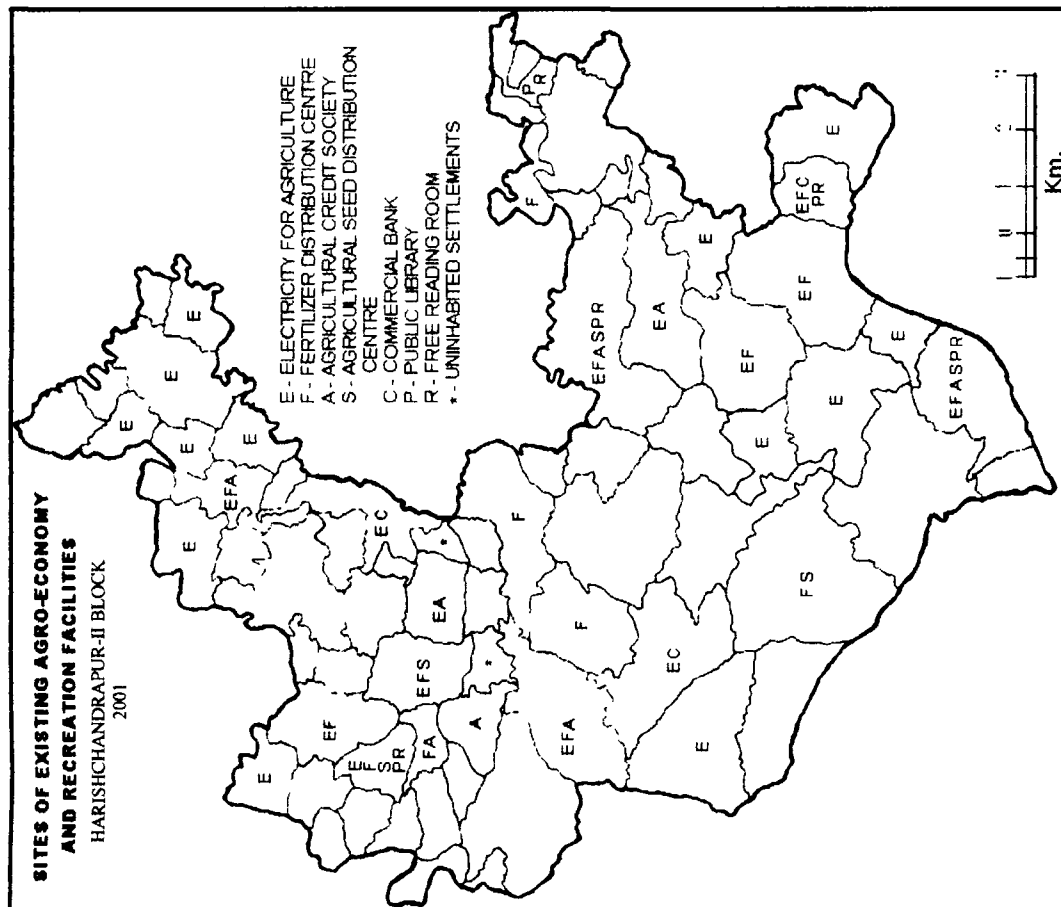 SITES OF EXISTING AGRO-ECONOMY
AND RECREATION FACILITIES
HARISHCHANDRAPUR-II BLOCK
2001
E - ELECTRICITY FOR AGRICULTURE
F - FERTILIZER DISTRIBUTION CENTRE
A - AGRICULTURAL CREDIT SOCIETY
S - AGRICULTURAL SEED DISTRIBUTION
CENTRE
C - COMMERCIAL BANK
P - PUBLIC LIBRARY
R - FREE READING ROOM
* - UNINHABITED SETTLEMENTS
E
E
E
E
E
E
EFA
E
EF
E
F
S
PR
FA
A
EFS
*
EA
EC
*
F
F
EFA
EC
E
FS
PR
F
EFASPR
EA
E
EF
EF
E
E
E
EFASPR
EFC
PR
E
Km.